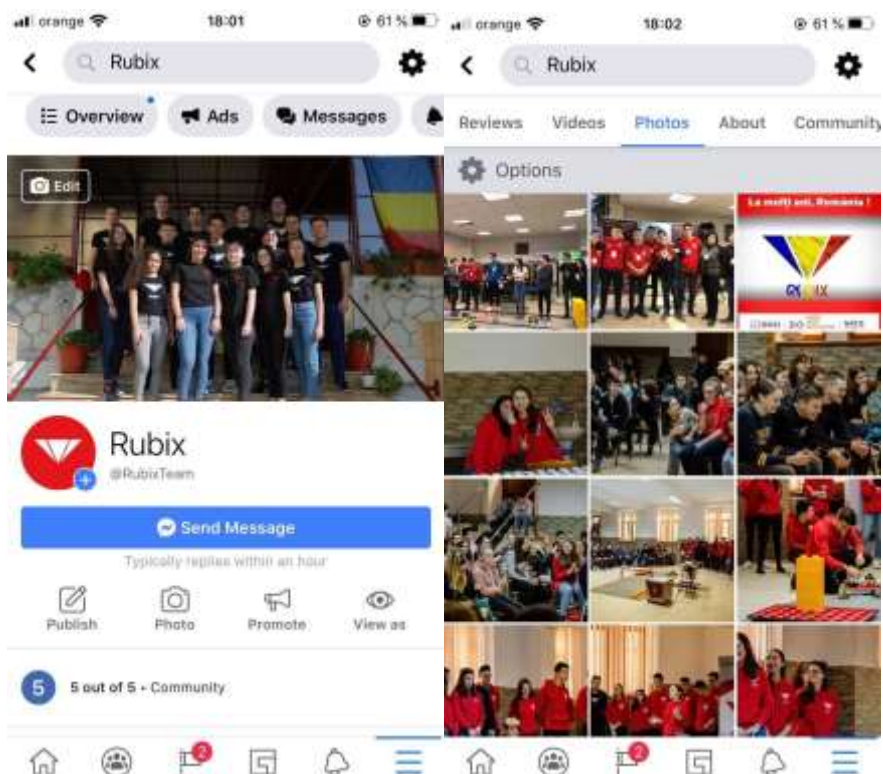 orange 18:01 61 %
Rubix
Overview Ads Messages
Edit
Rubix
@RubixTeam
Send Message
Typically replies within an hour
Publish Photo Promote View as
5 5 out of 5 • Community
2
orange 18:02 61 %
Rubix
Reviews Videos Photos About Community
Options
La mulți ani, România !
2